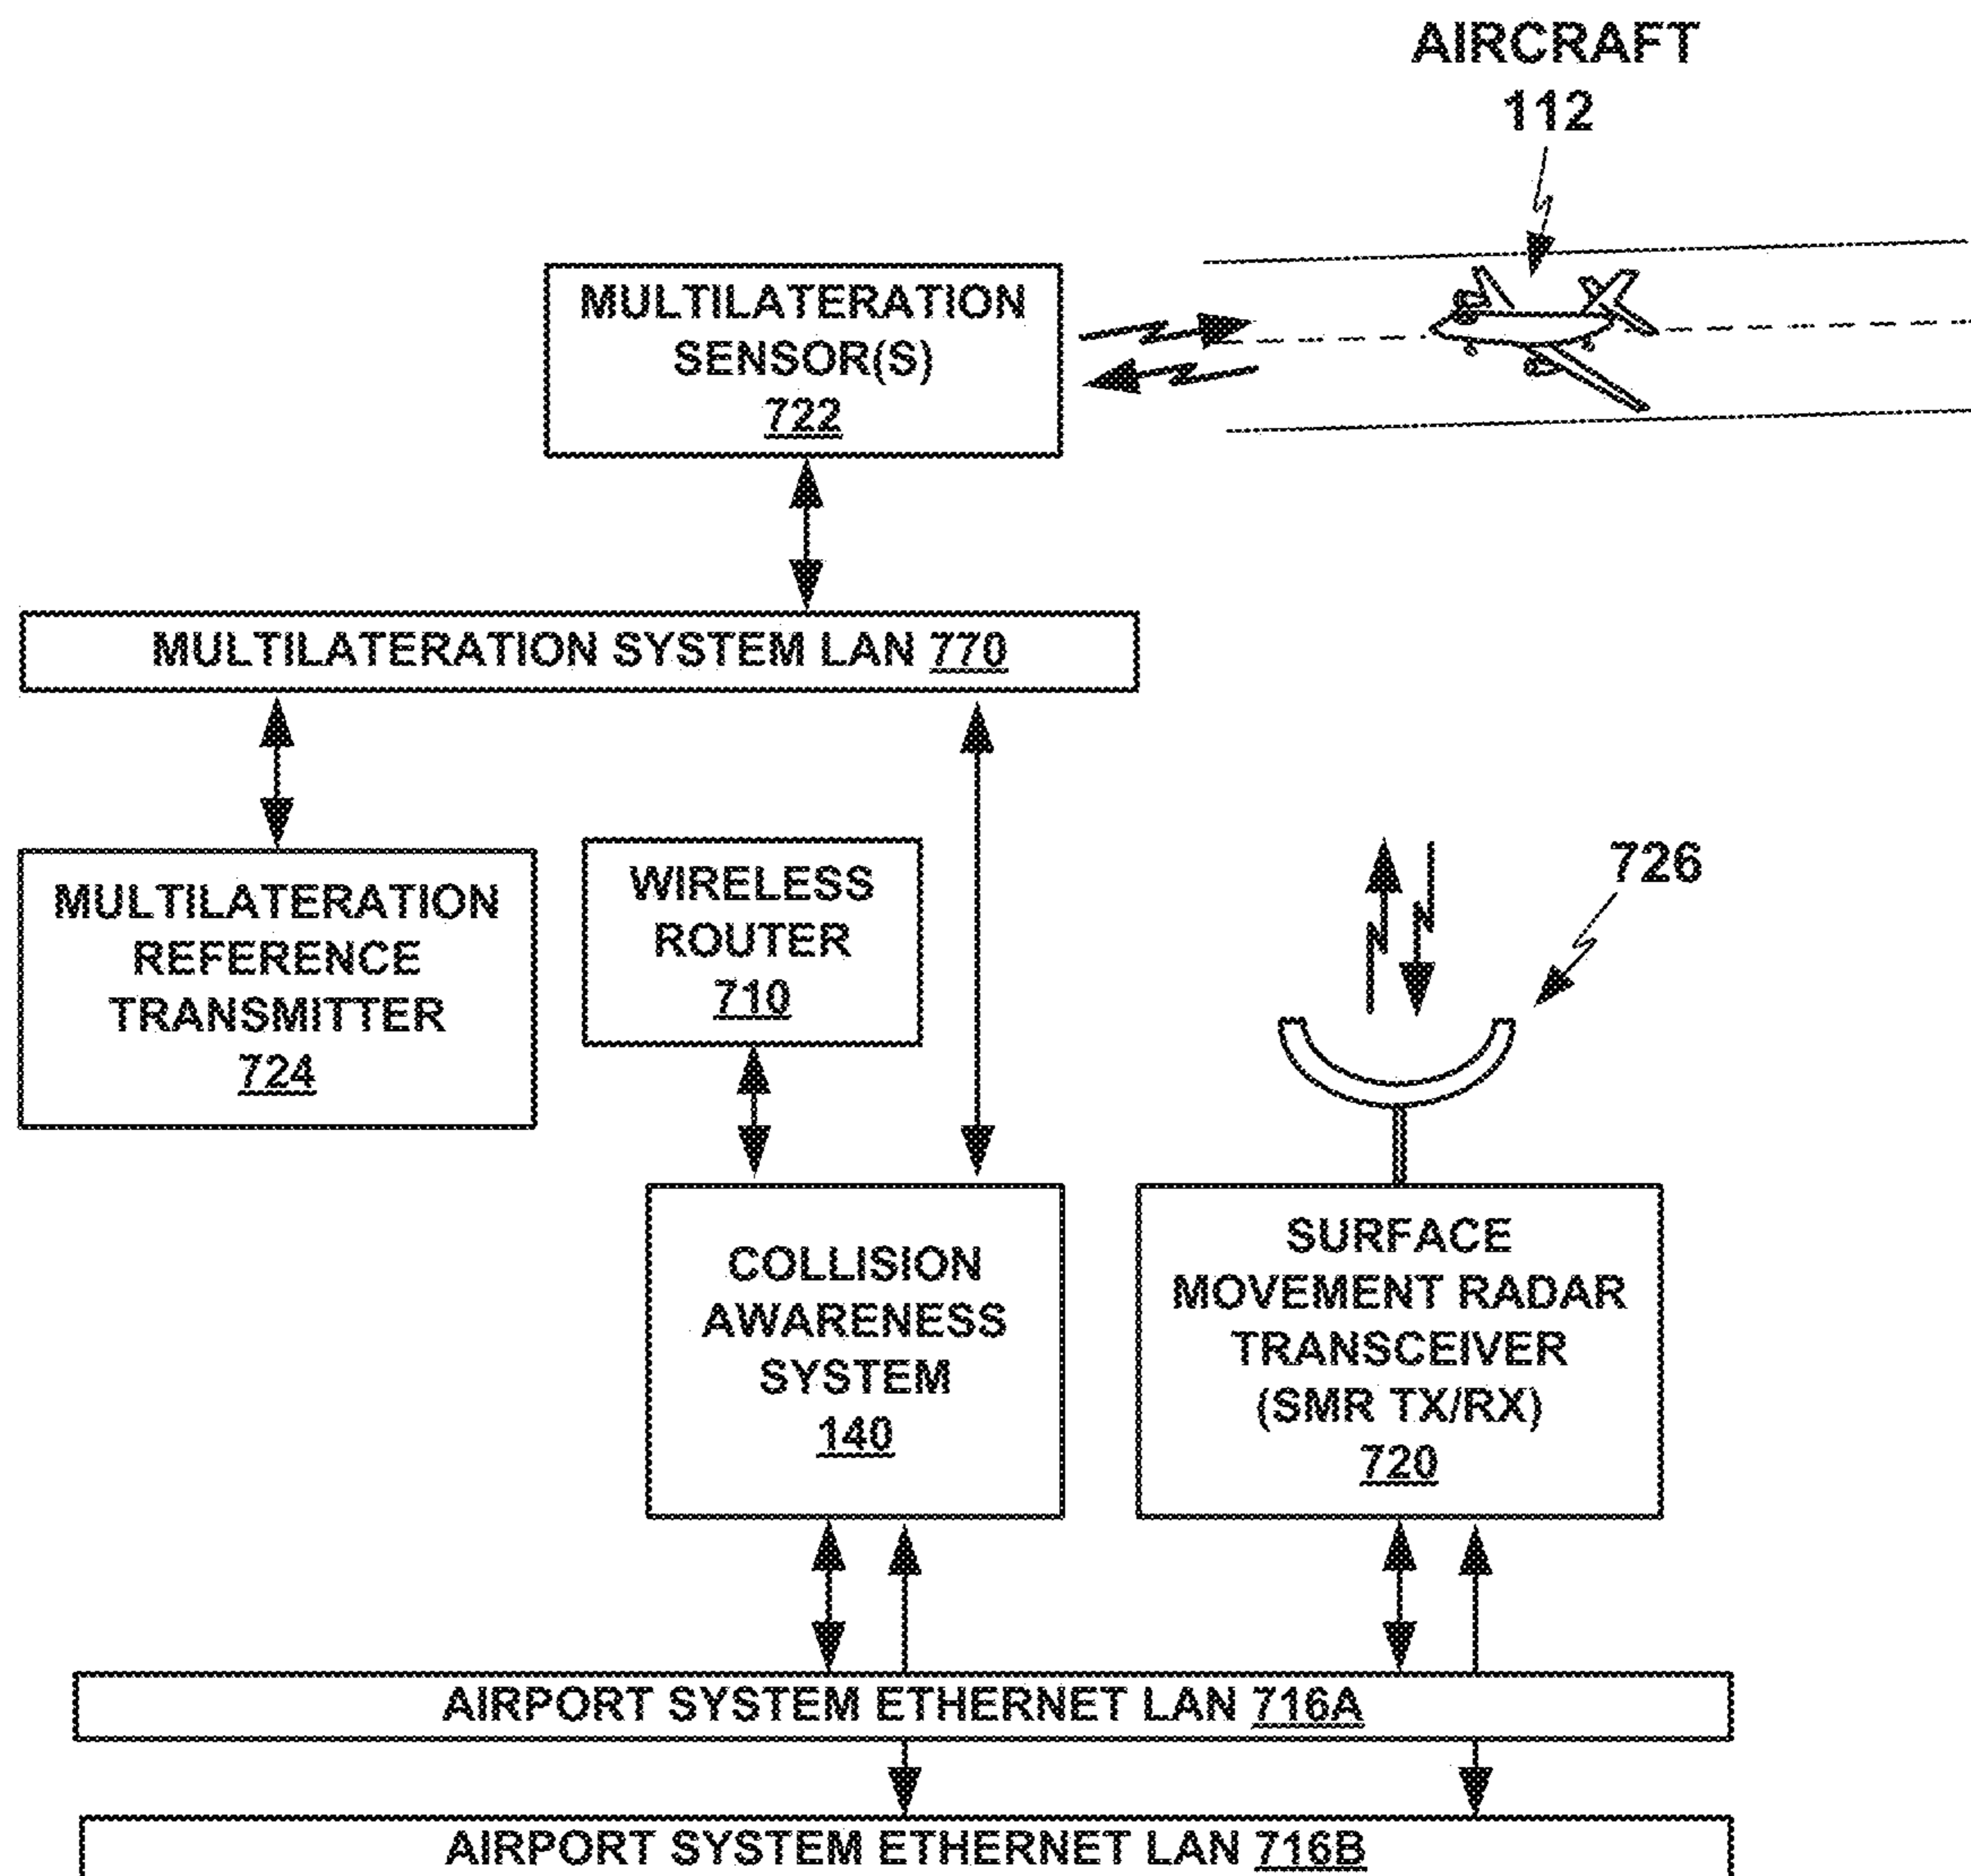 AIRCRAFT
112
MULTILATERATION
SENSOR(S)
722
MULTILATERATION SYSTEM LAN 770
MULTILATERATION
REFERENCE
TRANSMITTER
724
WIRELESS
ROUTER
710
726
COLLISION
AWARENESS
SYSTEM
140
SURFACE
MOVEMENT RADAR
TRANSCEIVER
(SMR TX/RX)
720
AIRPORT SYSTEM ETHERNET LAN 716A
AIRPORT SYSTEM ETHERNET LAN 716B